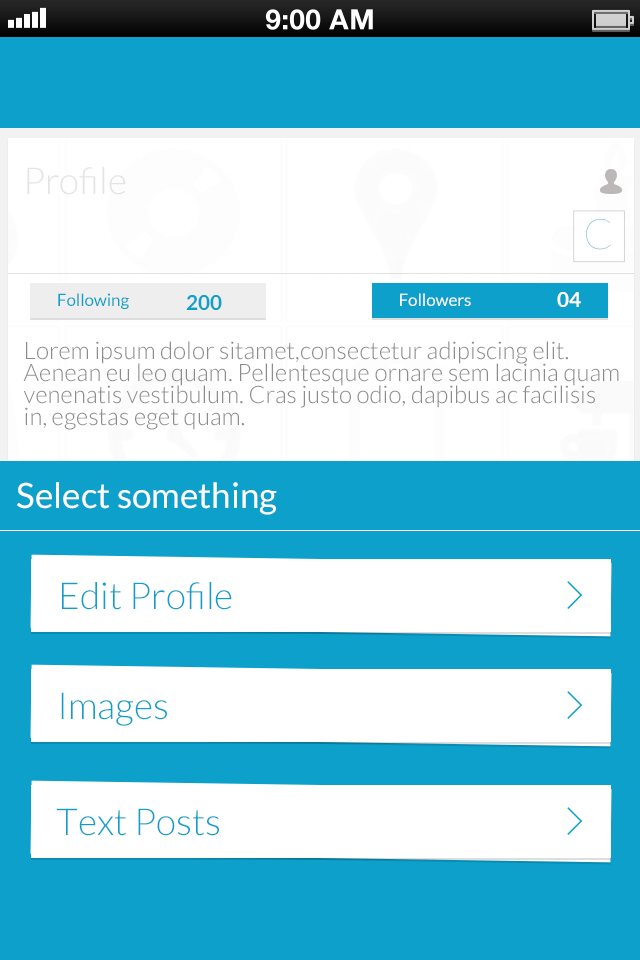 9:00 AM
Profile
C
Following 200
Followers 04
Lorem ipsum dolor sitamet,consectetur adipiscing elit.
Aenean eu leo quam. Pellentesque ornare sem lacinia quam
venenatis vestibulum. Cras justo odio, dapibus ac facilisis
in, egestas eget quam.
Select something
Edit Profile
Images
Text Posts